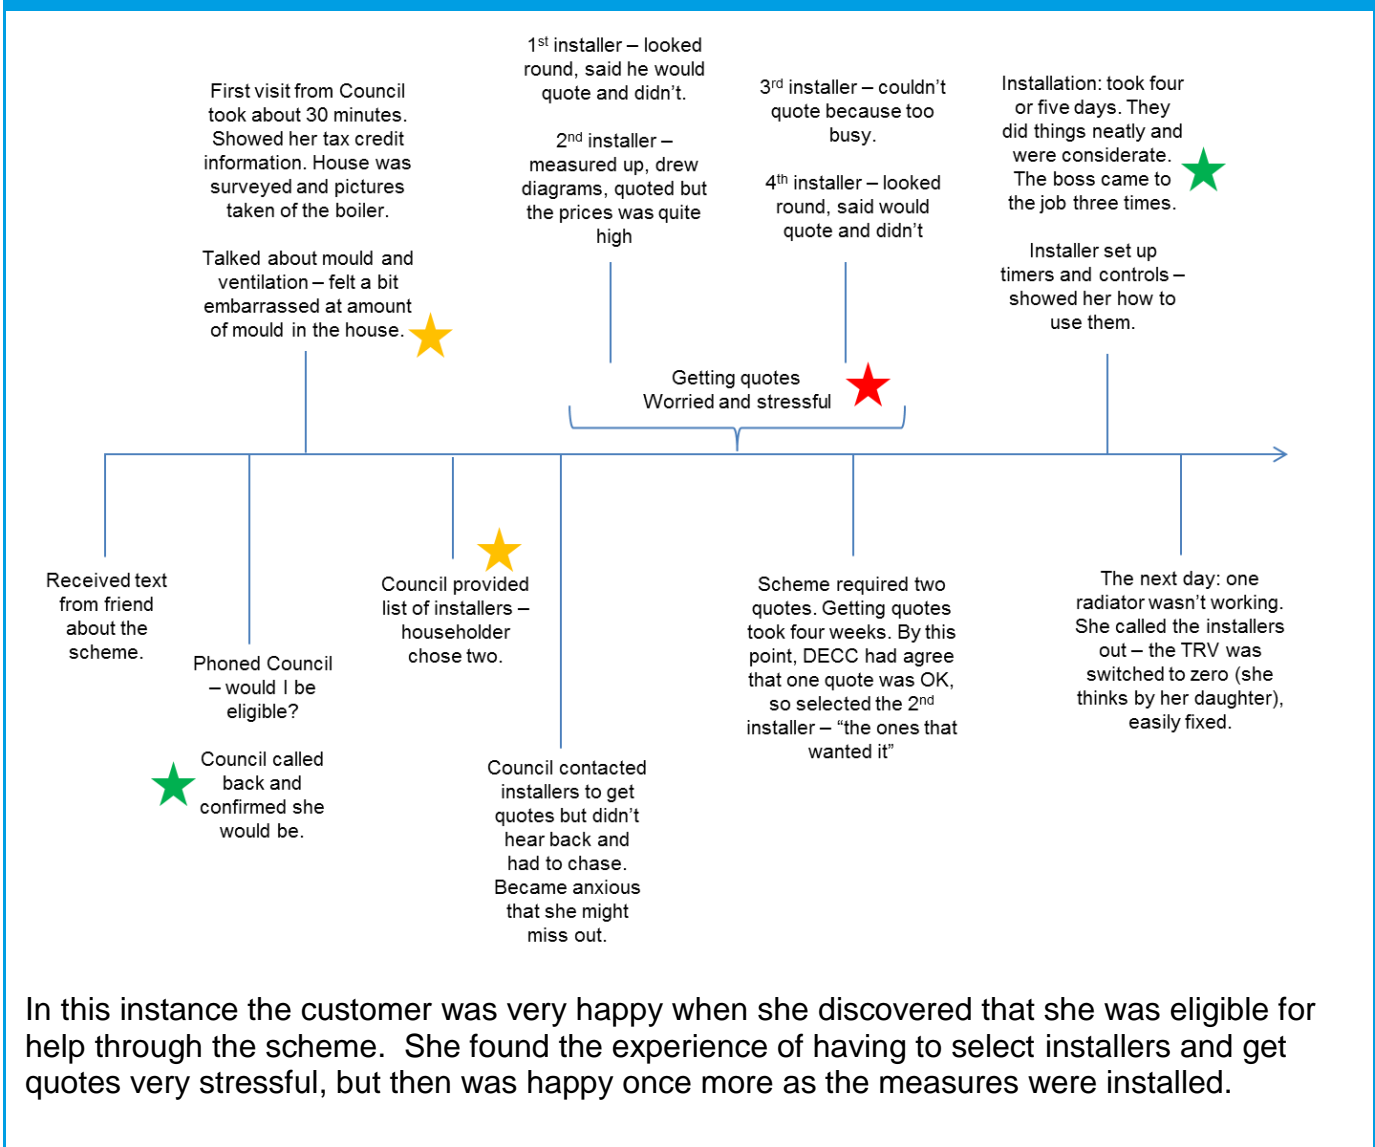 First visit from Council
took about 30 minutes.
Showed her tax credit
information. House was
surveyed and pictures
taken of the boiler.
Talked about mould and
ventilation – felt a bit
embarrassed at amount
of mould in the house.
1st installer – looked
round, said he would
quote and didn't.
2nd installer –
measured up, drew
diagrams, quoted but
the prices was quite
high
3rd installer – couldn't
quote because too
busy.
4th installer – looked
round, said would
quote and didn't
Installation: took four
or five days. They
did things neatly and
were considerate.
The boss came to
the job three times.
Installer set up
timers and controls –
showed her how to
use them.
Getting quotes
Worried and stressful
Received text
from friend
about the
scheme.
Phoned Council
– would I be
eligible?
Council called
back and
confirmed she
would be.
Council provided
list of installers –
householder
chose two.
Council contacted
installers to get
quotes but didn't
hear back and
had to chase.
Became anxious
that she might
miss out.
Scheme required two
quotes. Getting quotes
took four weeks. By this
point, DECC had agree
that one quote was OK,
so selected the 2nd
installer – “the ones that
wanted it”
The next day: one
radiator wasn't working.
She called the installers
out – the TRV was
switched to zero (she
thinks by her daughter),
easily fixed.
In this instance the customer was very happy when she discovered that she was eligible for
help through the scheme.  She found the experience of having to select installers and get
quotes very stressful, but then was happy once more as the measures were installed.